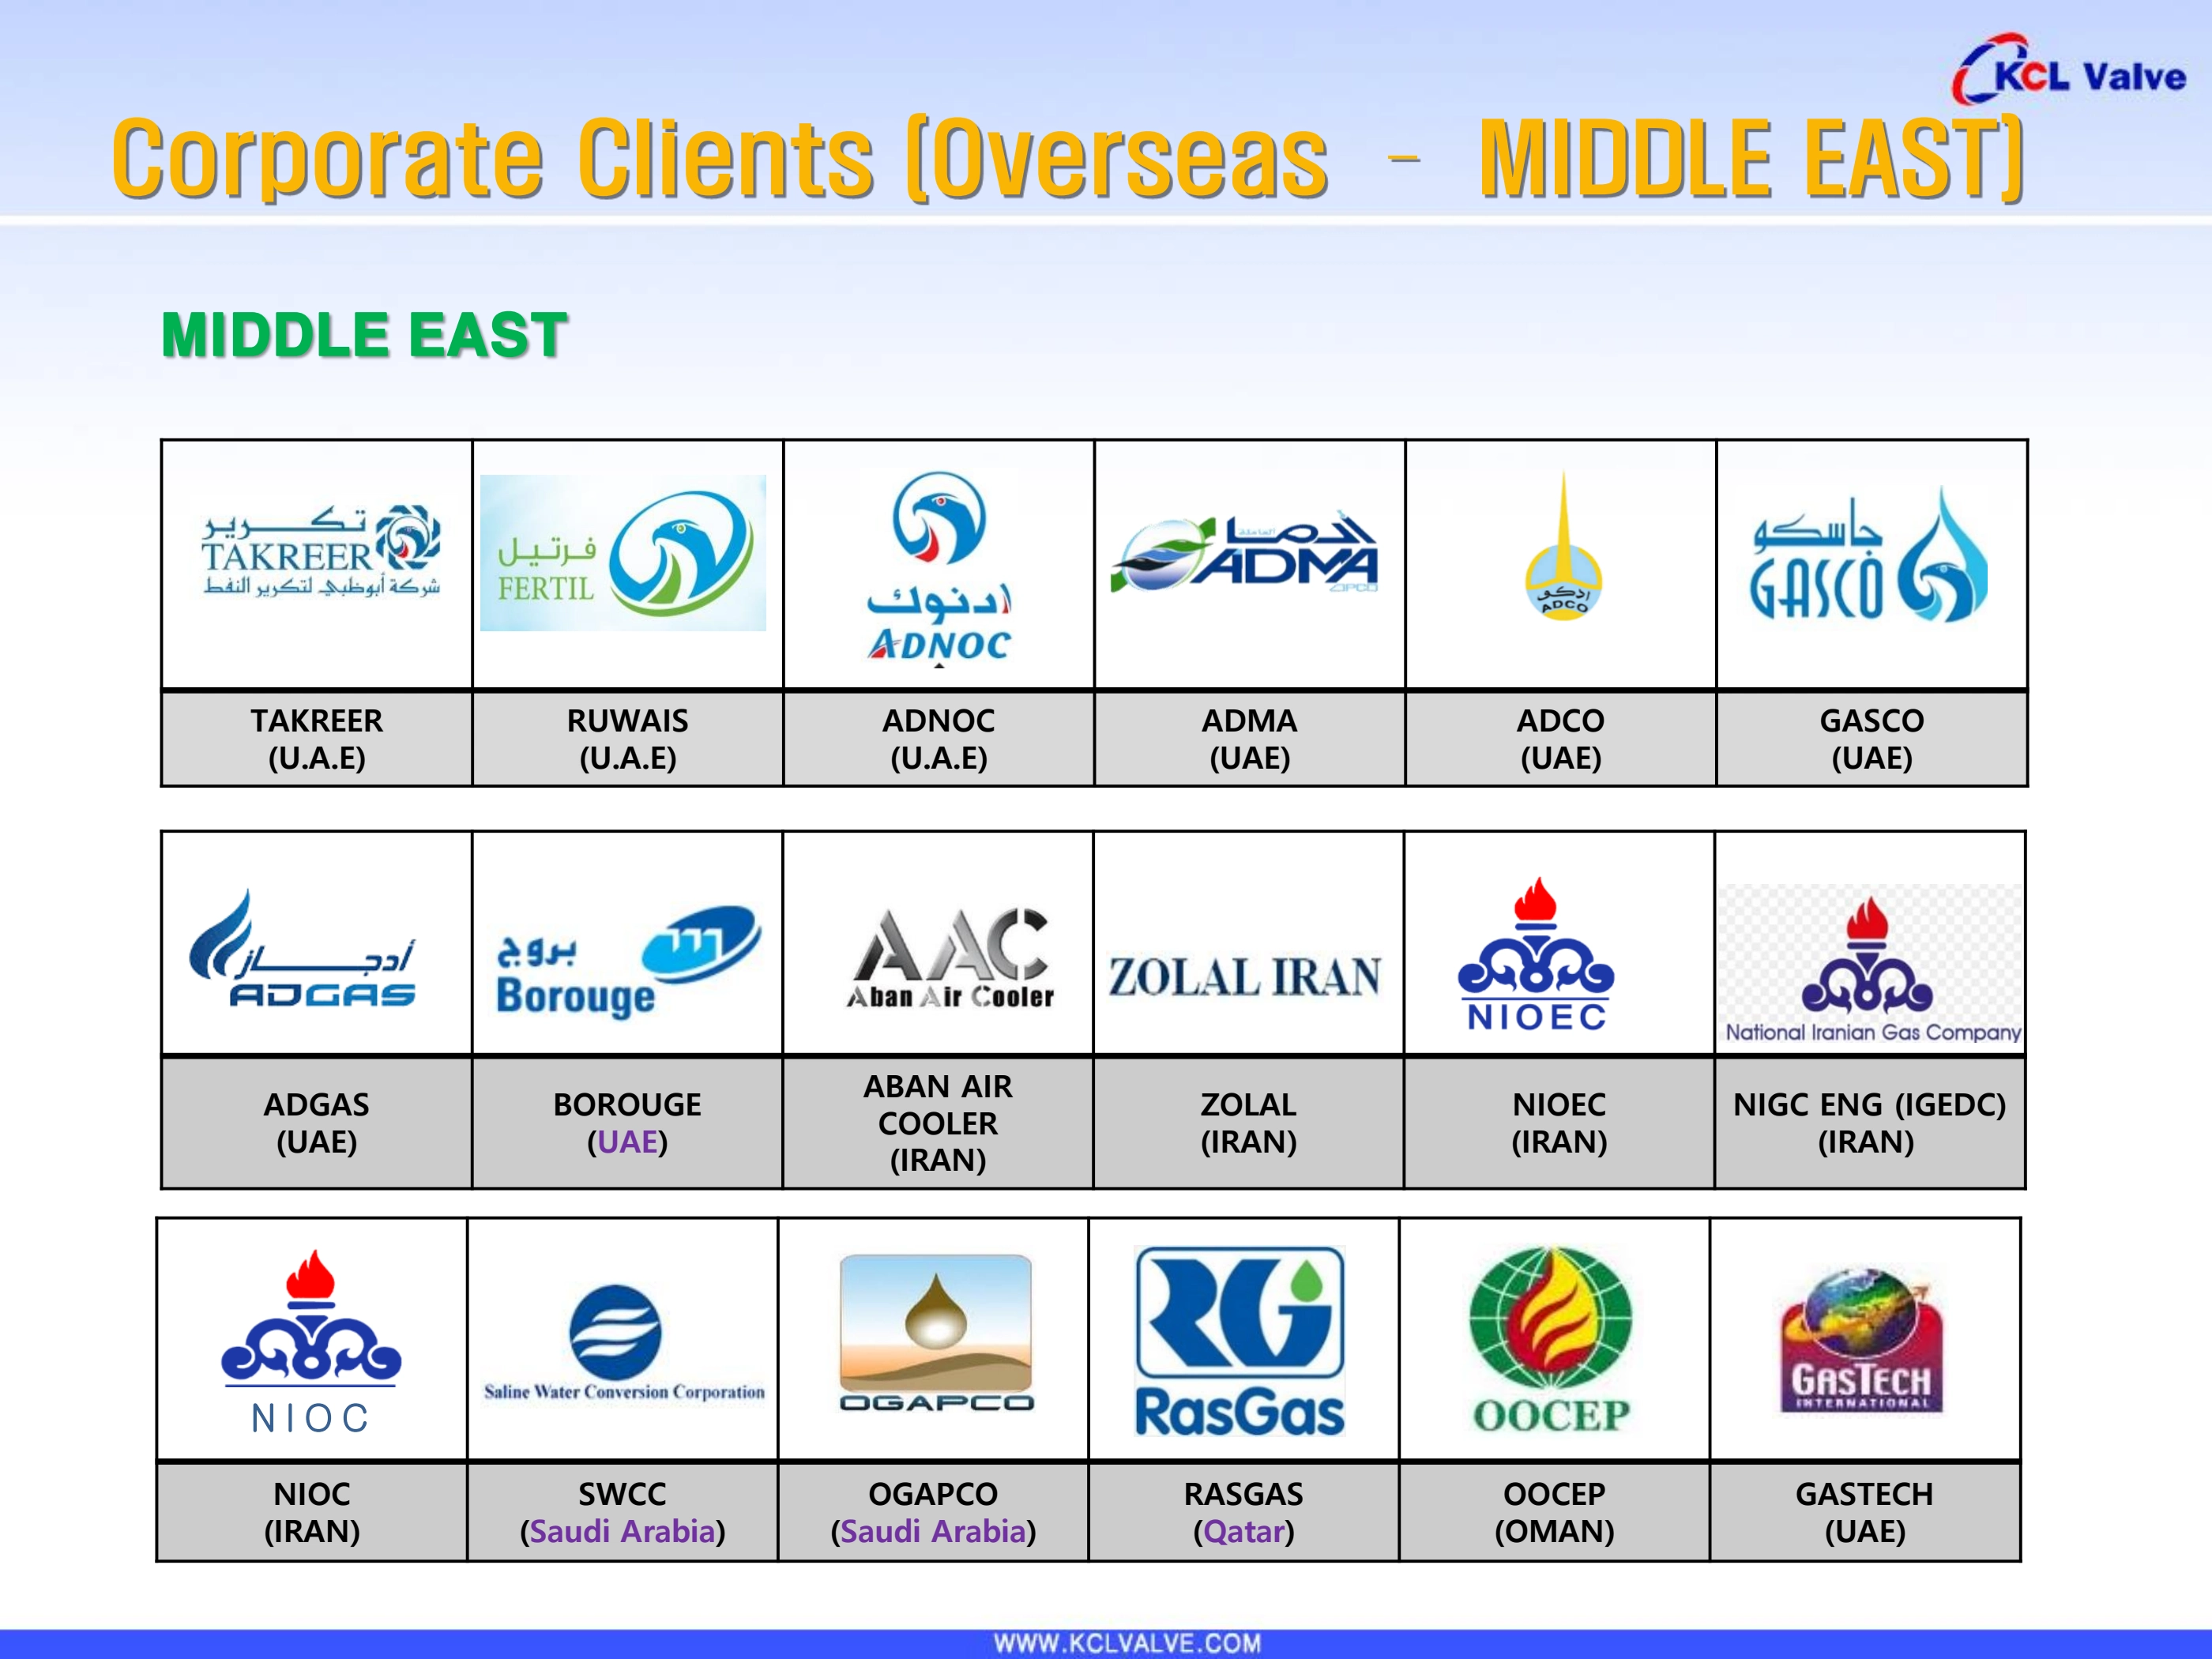 KCL Valve
Corporate Clients (Overseas - MIDDLE EAST)
MIDDLE EAST
تكرير
TAKREER
شركة أبوظبي لتكرير النفط
فرتيل
FERTIL
ادنوك
ADNOC
العاملة
ADMA
OPCO
ادكو
ADCO
جاسكو
GASCO
TAKREER
(U.A.E)
RUWAIS
(U.A.E)
ADNOC
(U.A.E)
ADMA
(UAE)
ADCO
(UAE)
GASCO
(UAE)
أدجاز
ADGAS
بروج
Borouge
AAC
Aban Air Cooler
ZOLAL IRAN
NIOEC
National Iranian Gas Company
ADGAS
(UAE)
BOROUGE
(UAE)
ABAN AIR
COOLER
(IRAN)
ZOLAL
(IRAN)
NIOEC
(IRAN)
NIGC ENG (IGEDC)
(IRAN)
NIOC
Saline Water Conversion Corporation
OGAPCO
RG
RasGas
OOCEP
GASTECH
INTERNATIONAL
NIOC
(IRAN)
SWCC
(Saudi Arabia)
OGAPCO
(Saudi Arabia)
RASGAS
(Qatar)
OOCEP
(OMAN)
GASTECH
(UAE)
WWW.KCLVALVE.COM